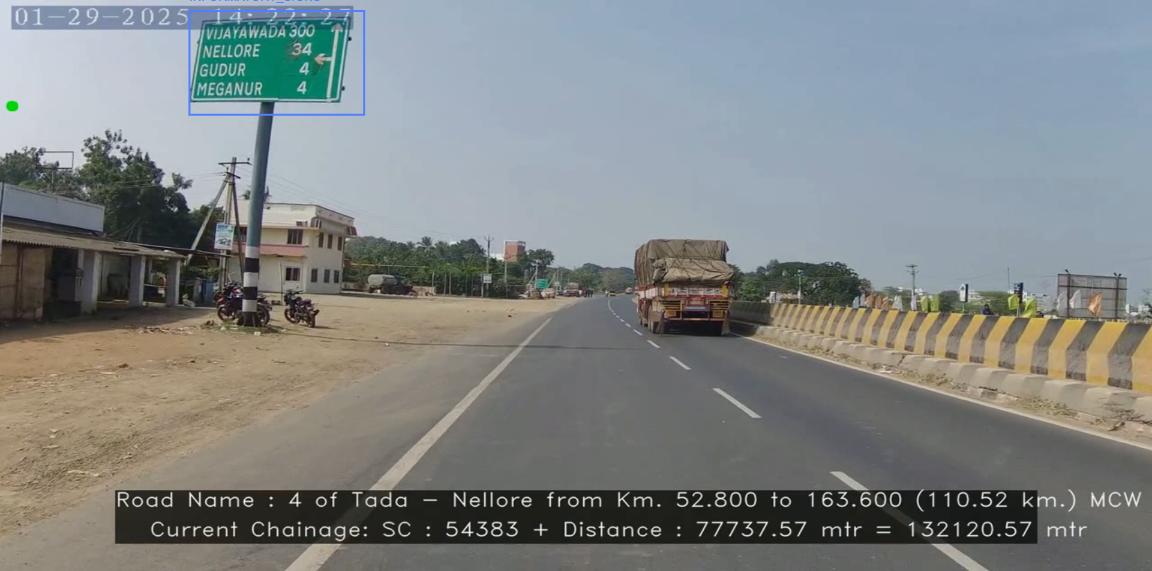 01-29-2025 14:22:27
VIJAYAWADA 300
NELLORE 34
GUDUR 4
MEGANUR 4
Road Name : 4 of Tada - Nellore from Km. 52.800 to 163.600 (110.52 km.) MCW
Current Chainage: SC : 54383 + Distance : 77737.57 mtr = 132120.57 mtr